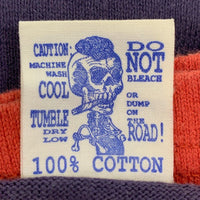 CAUTION:
MACHINE
WASH
COOL
TUMBLE
DRY
LOW
DO
NOT
BLEACH
OR
DUMP
ON
THE
ROAD!
100% COTTON